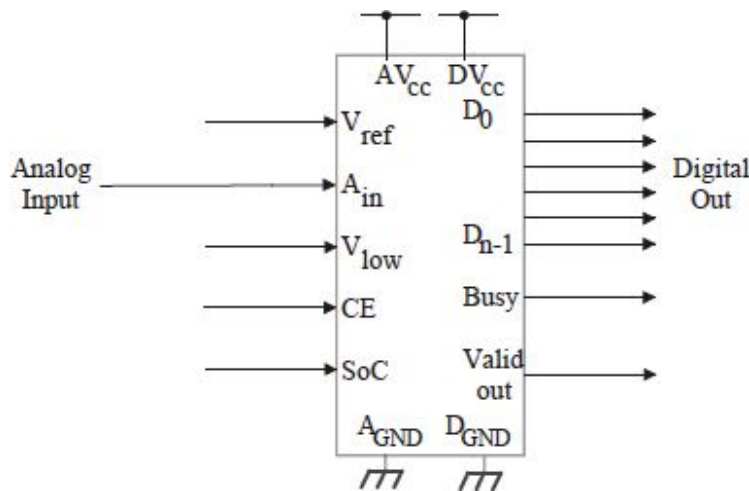 AVcc DVcc
Vref
D0
Analog Input
Ain
Digital Out
Vlow
Dn-1
CE
Busy
SoC
Valid out
AGND DGND